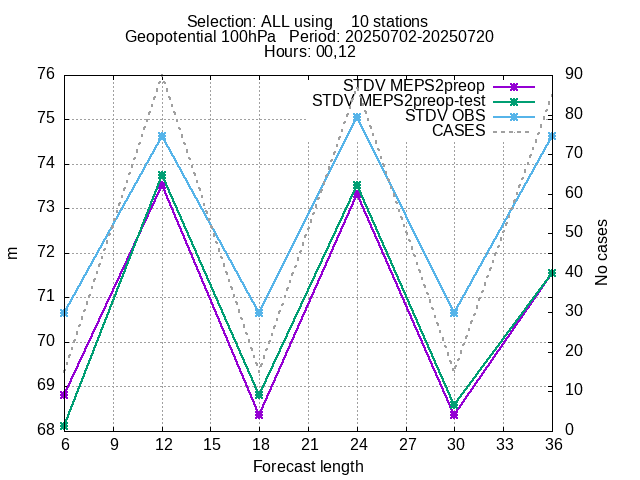 Selection: ALL using    10 stations
Geopotential 100hPa   Period: 20250702-20250720
Hours: 00,12
STDV MEPS2preop
STDV MEPS2preop-test
STDV OBS
CASES
76
75
74
73
72
71
70
69
68
m
90
80
70
60
50
40
30
20
10
0
No cases
6 9 12 15 18 21 24 27 30 33 36
Forecast length